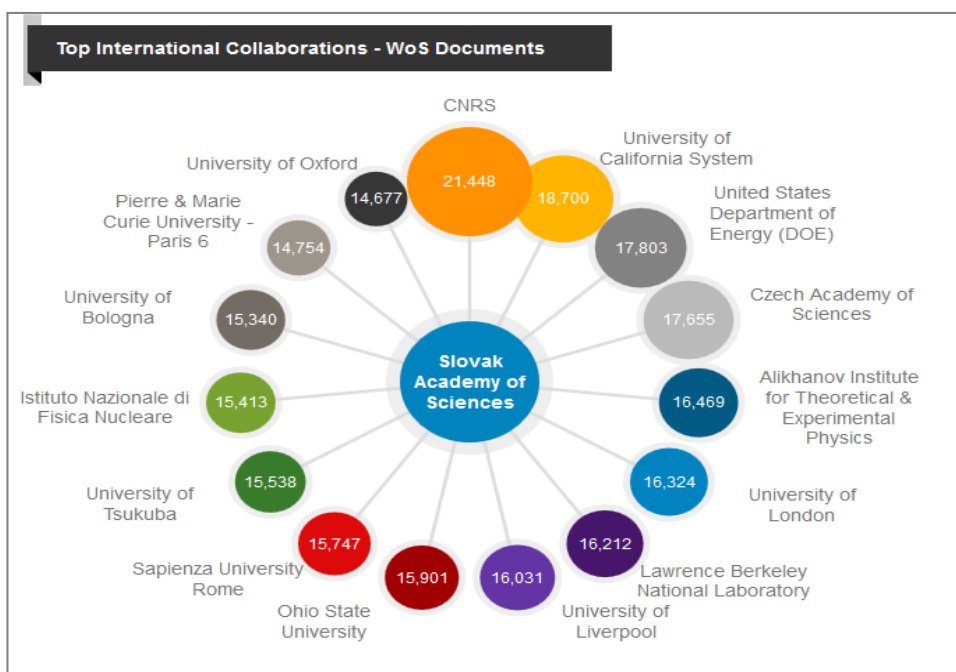 Top International Collaborations - WoS Documents
CNRS
21,448
University of
California System
18,700
United States
Department of
Energy (DOE)
17,803
Czech Academy of
Sciences
17,655
Alikhanov Institute
for Theoretical &
Experimental
Physics
16,469
University of
London
16,324
Lawrence Berkeley
National Laboratory
16,212
University of
Liverpool
16,031
Ohio State
University
15,901
Sapienza University
Rome
15,747
University of
Tsukuba
15,538
Istituto Nazionale di
Fisica Nucleare
15,413
University of
Bologna
15,340
Pierre & Marie
Curie University -
Paris 6
14,754
University of Oxford
14,677
Slovak
Academy of
Sciences